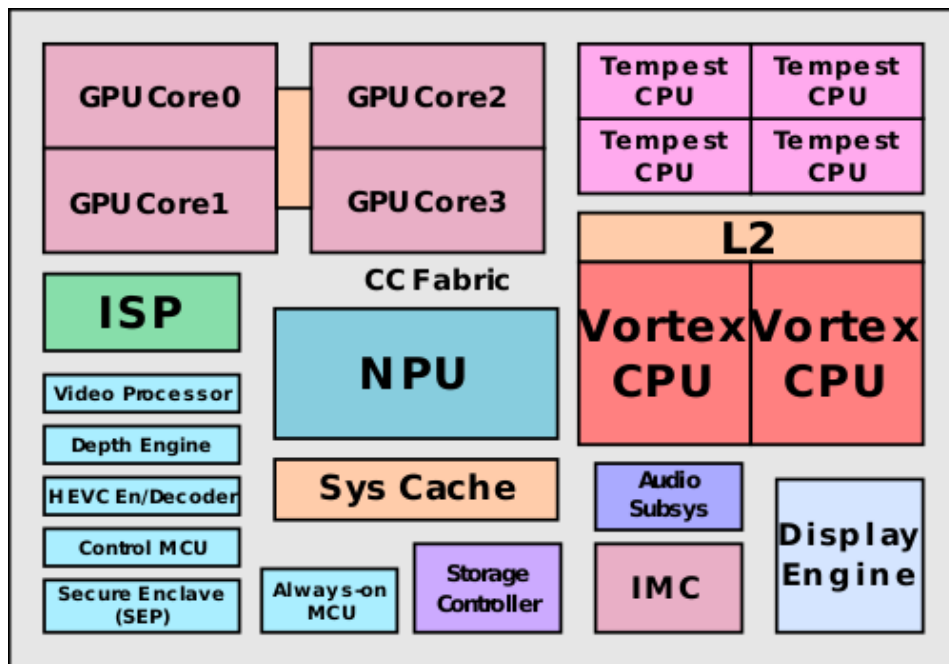 GPU Core0
GPU Core2
GPU Core1
GPU Core3
Tempest
CPU
Tempest
CPU
Tempest
CPU
Tempest
CPU
L2
Vortex
CPU
Vortex
CPU
CC Fabric
ISP
NPU
Video Processor
Depth Engine
HEVC En/Decoder
Control MCU
Secure Enclave
(SEP)
Sys Cache
Always-on
MCU
Storage
Controller
Audio
Subsys
IMC
Display
Engine